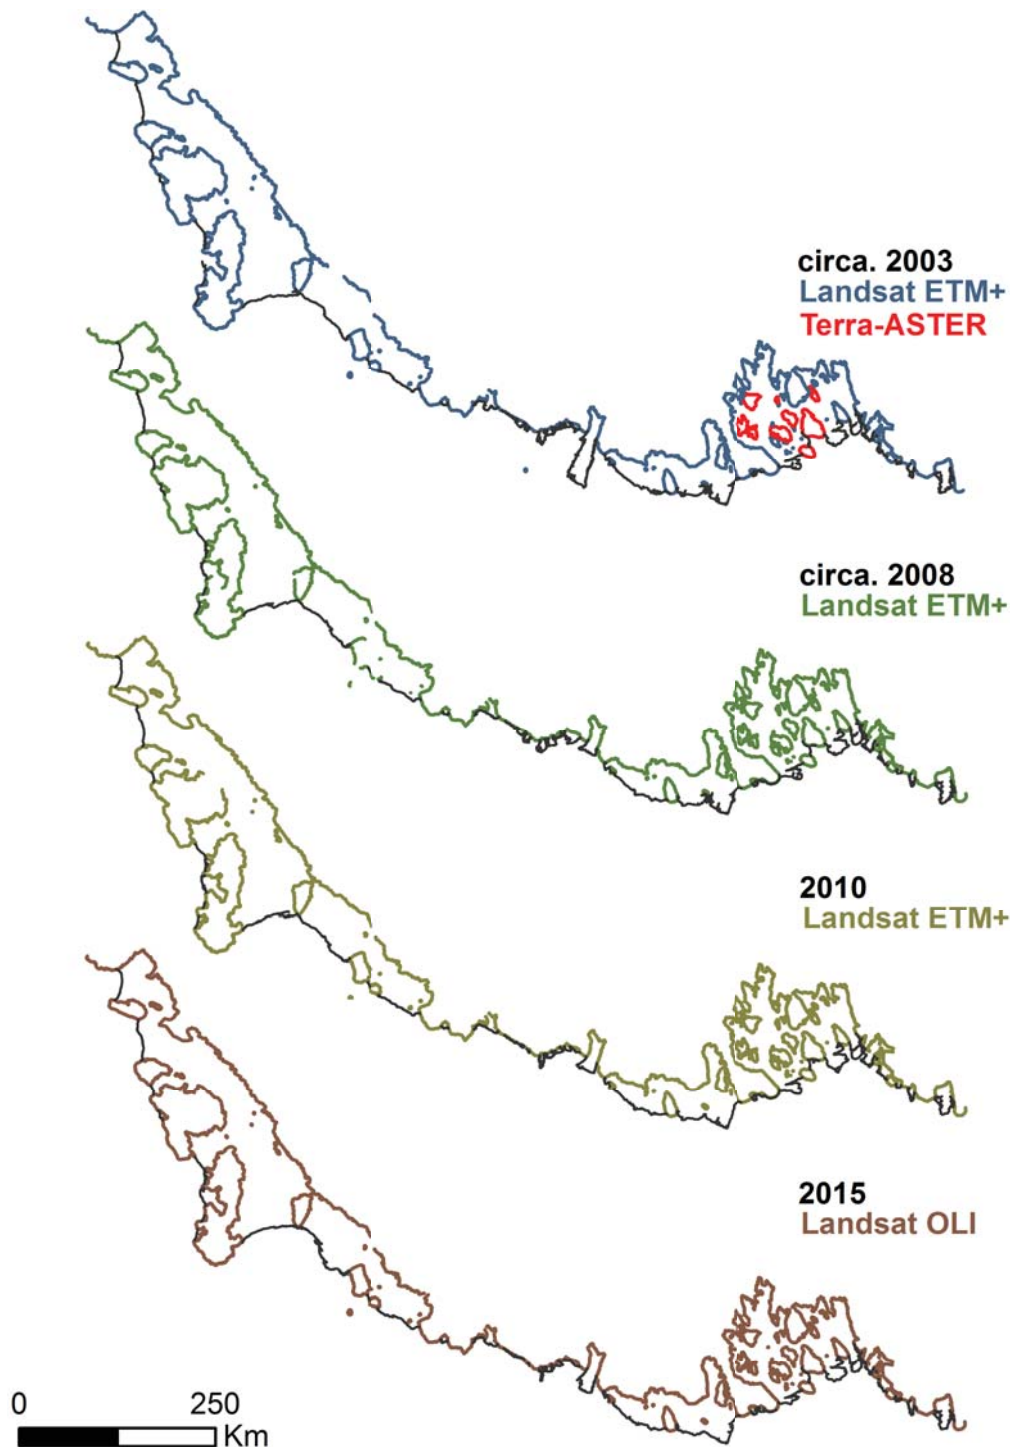 circa. 2003
Landsat ETM+
Terra-ASTER
circa. 2008
Landsat ETM+
2010
Landsat ETM+
2015
Landsat OLI
0 250
Km